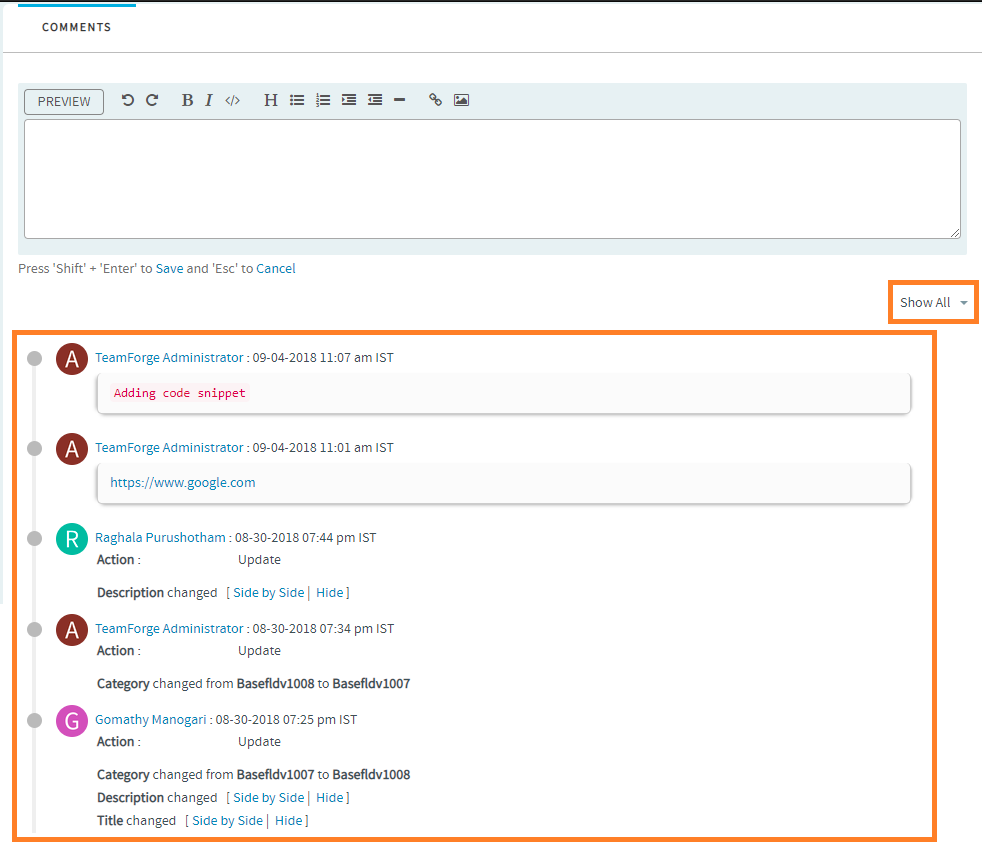 COMMENTS
PREVIEW B I </> H
Press 'Shift' + 'Enter' to Save and 'Esc' to Cancel
Show All
A TeamForge Administrator : 09-04-2018 11:07 am IST
Adding code snippet
A TeamForge Administrator : 09-04-2018 11:01 am IST
https://www.google.com
R Raghala Purushotham : 08-30-2018 07:44 pm IST
Action : Update
Description changed [ Side by Side | Hide ]
A TeamForge Administrator : 08-30-2018 07:34 pm IST
Action : Update
Category changed from Basefldv1008 to Basefldv1007
G Gomathy Manogari : 08-30-2018 07:25 pm IST
Action : Update
Category changed from Basefldv1007 to Basefldv1008
Description changed [ Side by Side | Hide ]
Title changed [ Side by Side | Hide ]